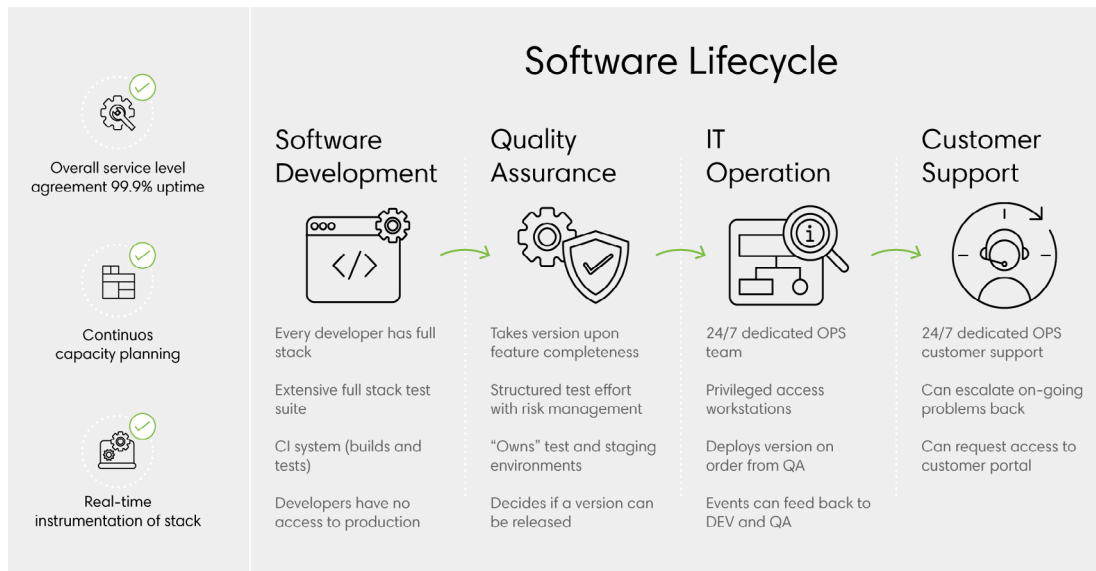 Software Lifecycle
Overall service level
agreement 99.9% uptime
Continuos
capacity planning
Real-time
instrumentation of stack
Software
Development
Every developer has full
stack
Extensive full stack test
suite
CI system (builds and
tests)
Developers have no
access to production
Quality
Assurance
Takes version upon
feature completeness
Structured test effort
with risk management
“Owns” test and staging
environments
Decides if a version can
be released
IT
Operation
i
24/7 dedicated OPS
team
Privileged access
workstations
Deploys version on
order from QA
Events can feed back to
DEV and QA
Customer
Support
24/7 dedicated OPS
customer support
Can escalate on-going
problems back
Can request access to
customer portal